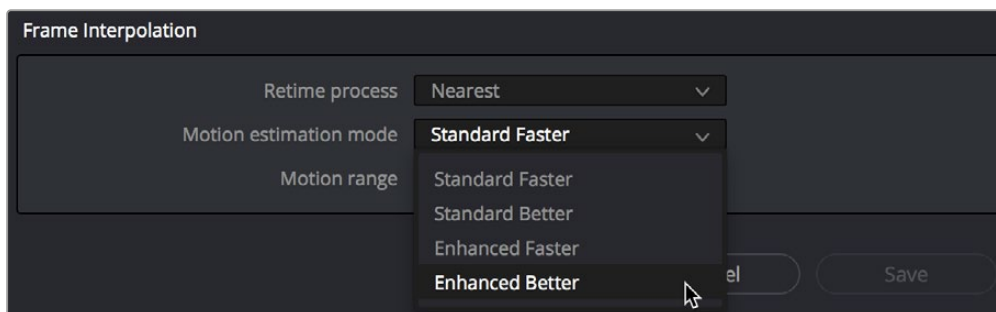 Frame Interpolation
Retime process Nearest
Motion estimation mode Standard Faster
Motion range
Standard Faster
Standard Better
Enhanced Faster
Enhanced Better
Save